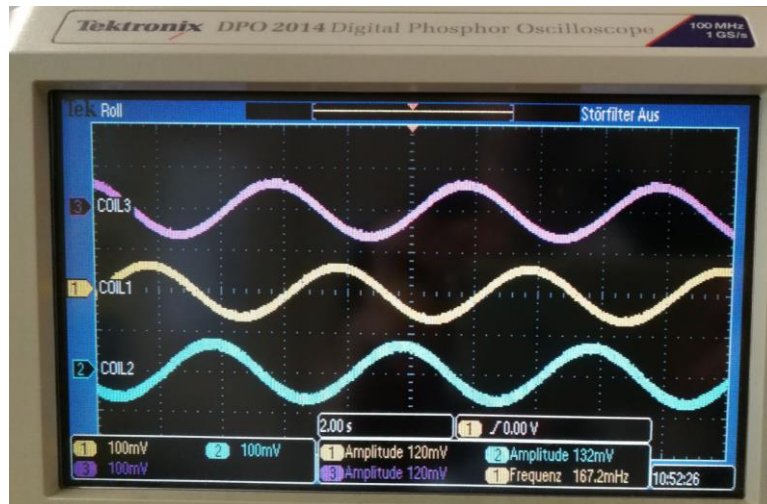 Tektronix DPO 2014 Digital Phosphor Oscilloscope 100 MHz
1 GS/s
Tek Roll Störfilter Aus
3 COIL3
1 COIL1
2 COIL2
2.00 s 1 0.00 V
1 100mV 2 100mV 1 Amplitude 120mV 2 Amplitude 132mV
3 100mV 3 Amplitude 120mV 1 Frequenz 167.2mHz 10:52:26